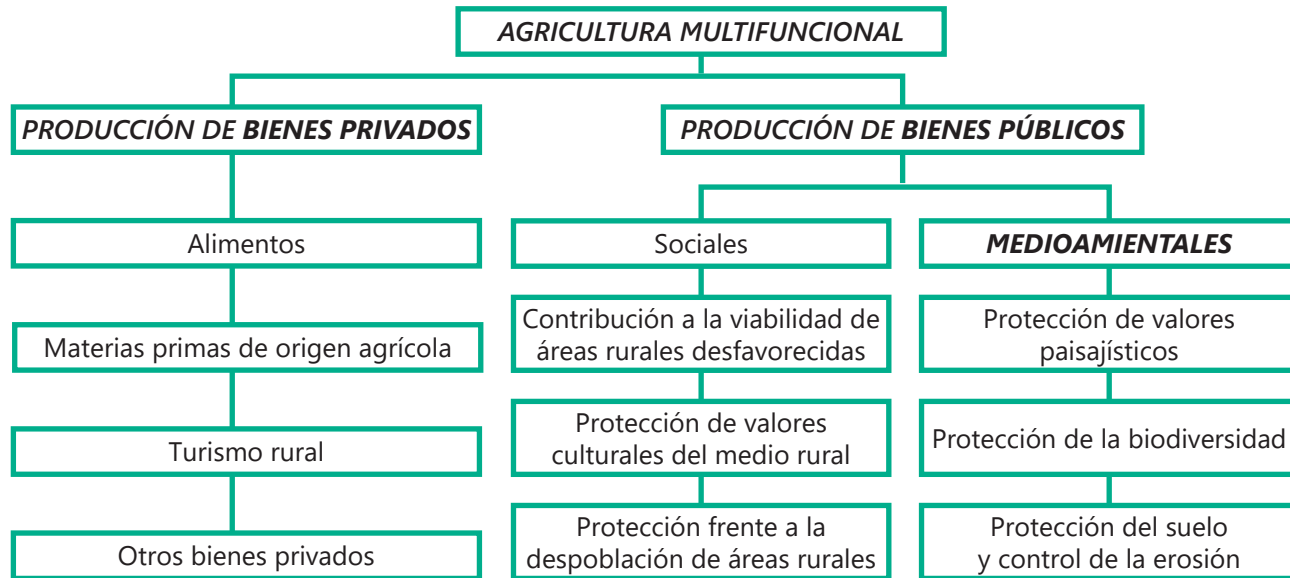 AGRICULTURA MULTIFUNCIONAL
PRODUCCIÓN DE BIENES PRIVADOS
PRODUCCIÓN DE BIENES PÚBLICOS
Alimentos
Materias primas de origen agrícola
Turismo rural
Otros bienes privados
Sociales
Contribución a la viabilidad de
áreas rurales desfavorecidas
Protección de valores
culturales del medio rural
Protección frente a la
despoblación de áreas rurales
MEDIOAMIENTALES
Protección de valores
paisajísticos
Protección de la biodiversidad
Protección del suelo
y control de la erosión